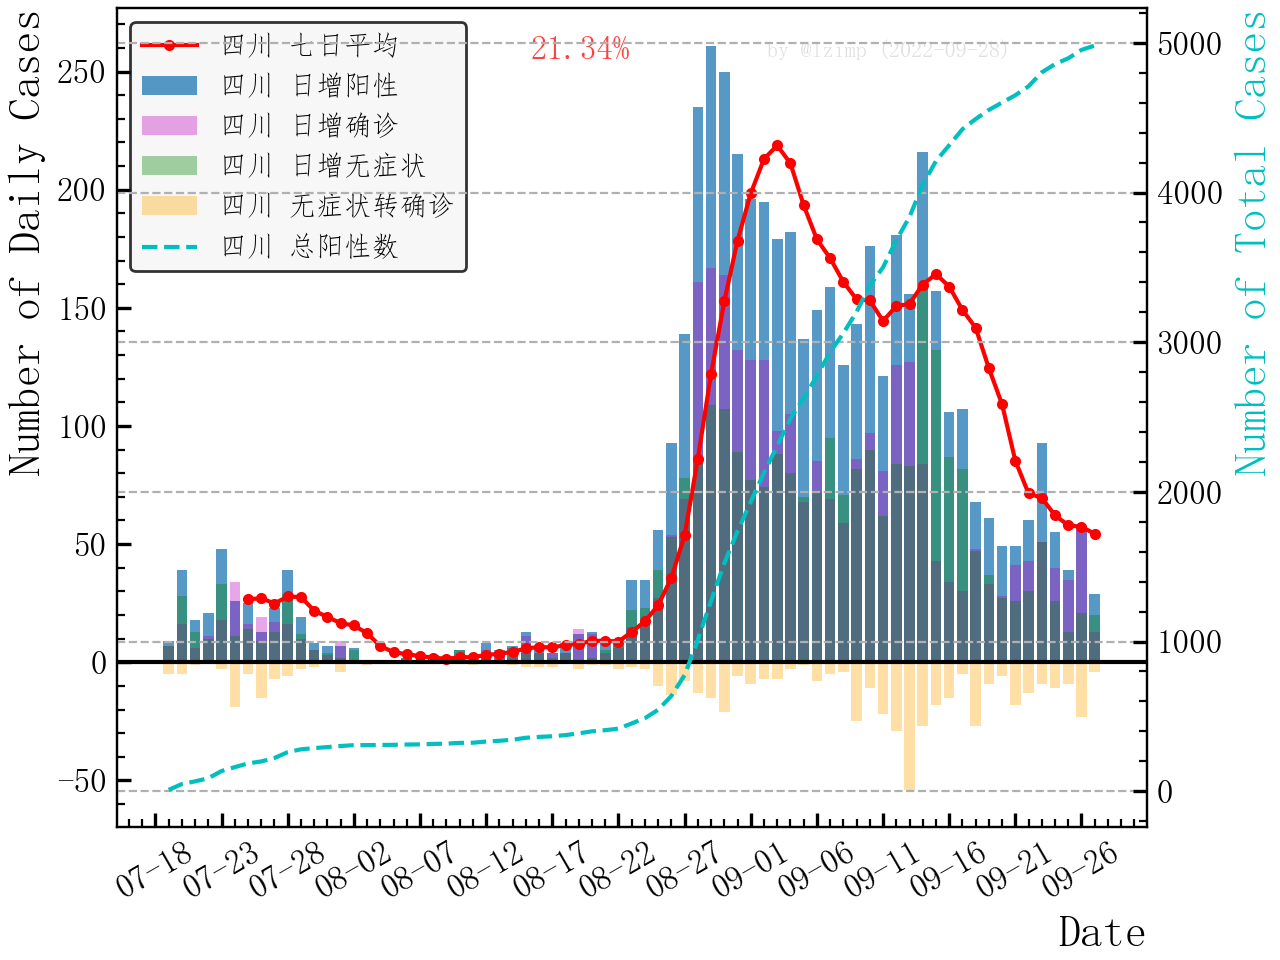 四川 七日平均
四川 日增阳性
四川 日增确诊
四川 日增无症状
四川 无症状转确诊
四川 总阳性数
21.34%
by @lzimp (2022-09-28)
Number of Daily Cases
250
200
150
100
50
0
−50
Number of Total Cases
5000
4000
3000
2000
1000
0
07-18
07-23
07-28
08-02
08-07
08-12
08-17
08-22
08-27
09-01
09-06
09-11
09-16
09-21
09-26
Date